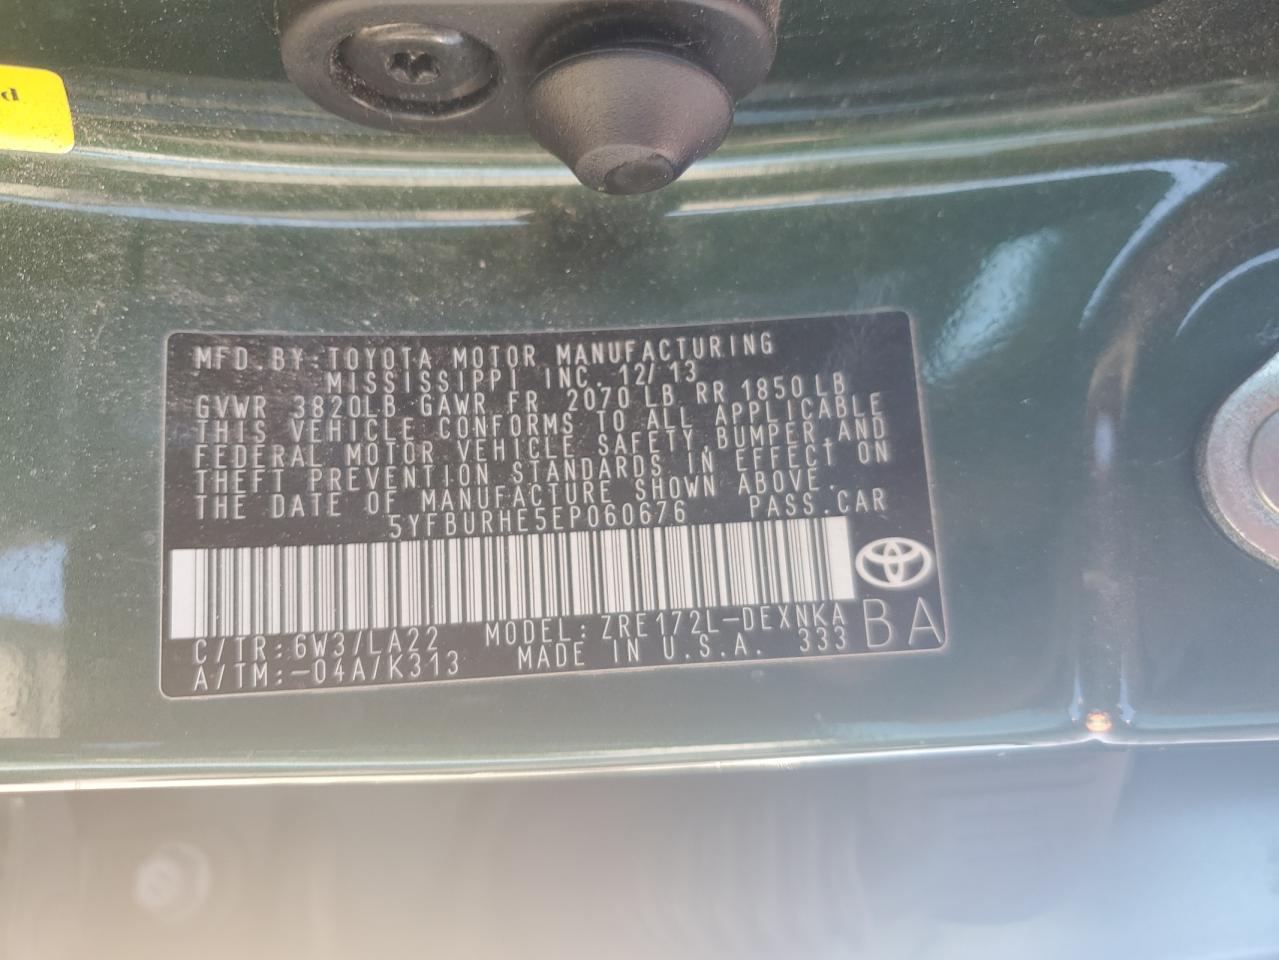 MFD.BY:TOYOTA MOTOR MANUFACTURING
MISSISSIPPI INC. 12/13
GVWR 3820LB GAWR FR 2070 LB RR 1850LB
THIS VEHICLE CONFORMS TO ALL APPLICABLE
FEDERAL MOTOR VEHICLE SAFETY,BUMPER,AND
THEFT PREVENTION STANDARDS IN EFFECT ON
THE DATE OF MANUFACTURE SHOWN ABOVE.
5YFBURHE5EP060676 PASS.CAR
C/TR:6W3/LA22 MODEL:ZRE172L-DEXNKA
A/TM:-04A/K313 MADE IN U.S.A. 333
BA